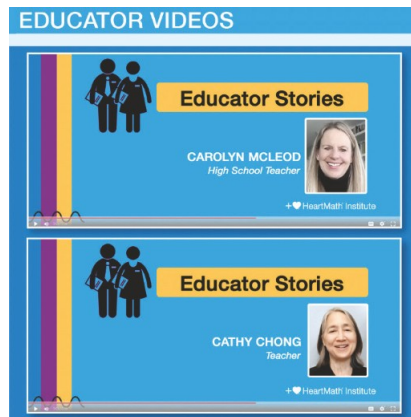 EDUCATOR VIDEOS
Educator Stories
CAROLYN MCLEOD
High School Teacher
HeartMath Institute
Educator Stories
CATHY CHONG
Teacher
HeartMath Institute